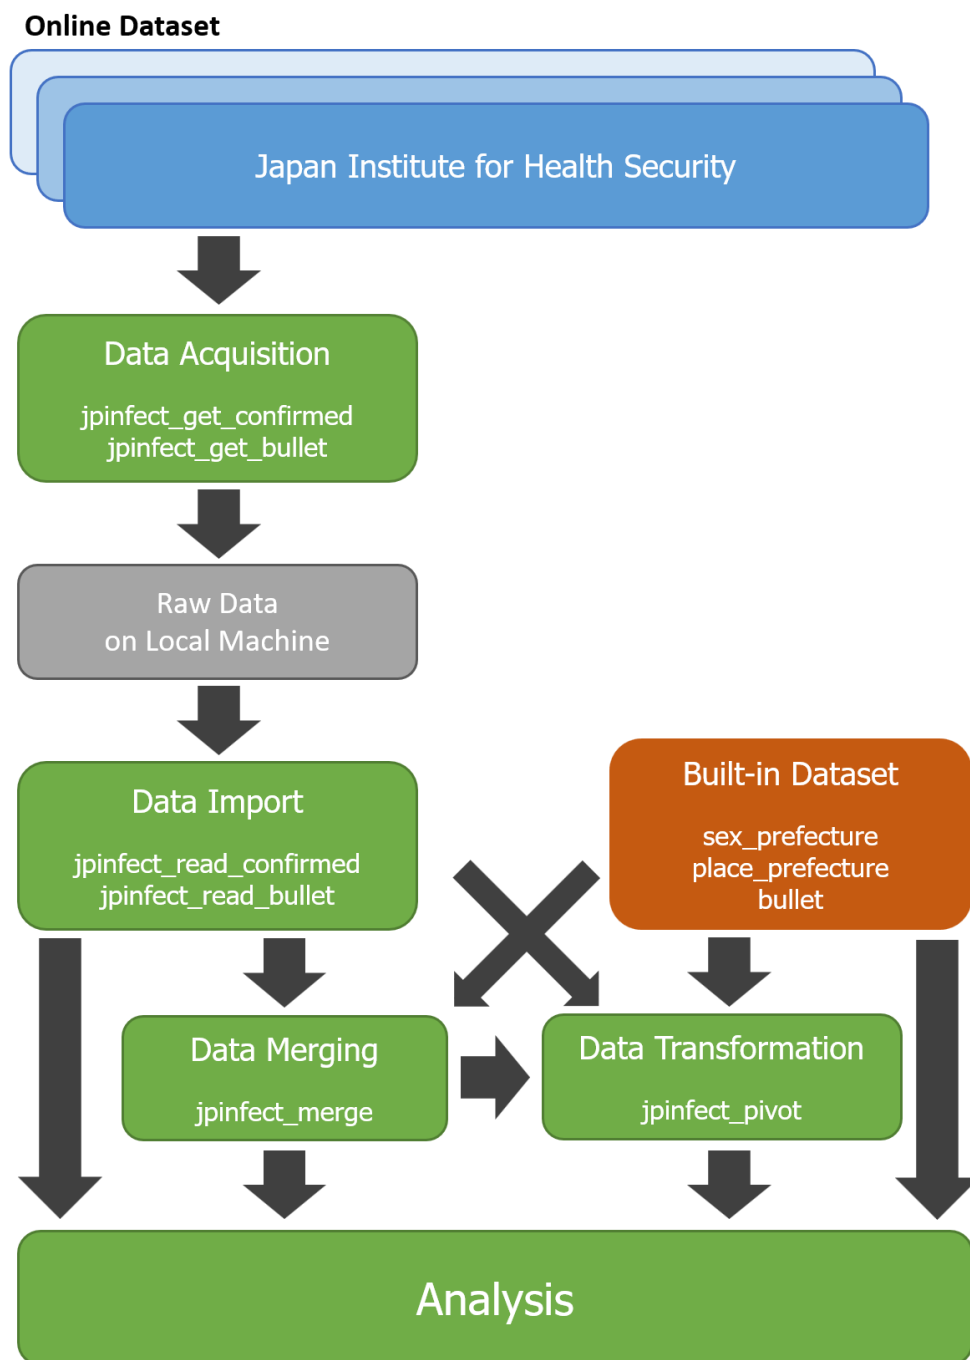 Online Dataset
Japan Institute for Health Security
Data Acquisition
jpinfect_get_confirmed
jpinfect_get_bullet
Raw Data
on Local Machine
Data Import
jpinfect_read_confirmed
jpinfect_read_bullet
Built-in Dataset
sex_prefecture
place_prefecture
bullet
Data Merging
jpinfect_merge
Data Transformation
jpinfect_pivot
Analysis